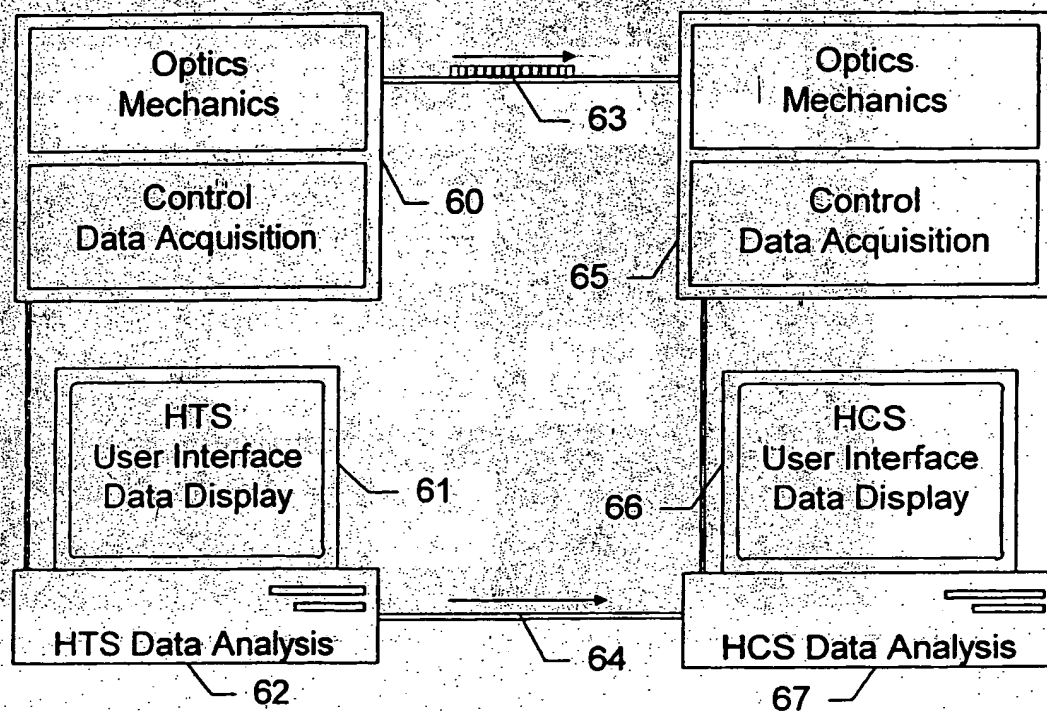 Optics
Mechanics
Control
Data Acquisition
60
63
Optics
Mechanics
Control
Data Acquisition
65
HTS
User Interface
Data Display
61
HTS Data Analysis
62
64
HCS
User Interface
Data Display
66
HCS Data Analysis
67